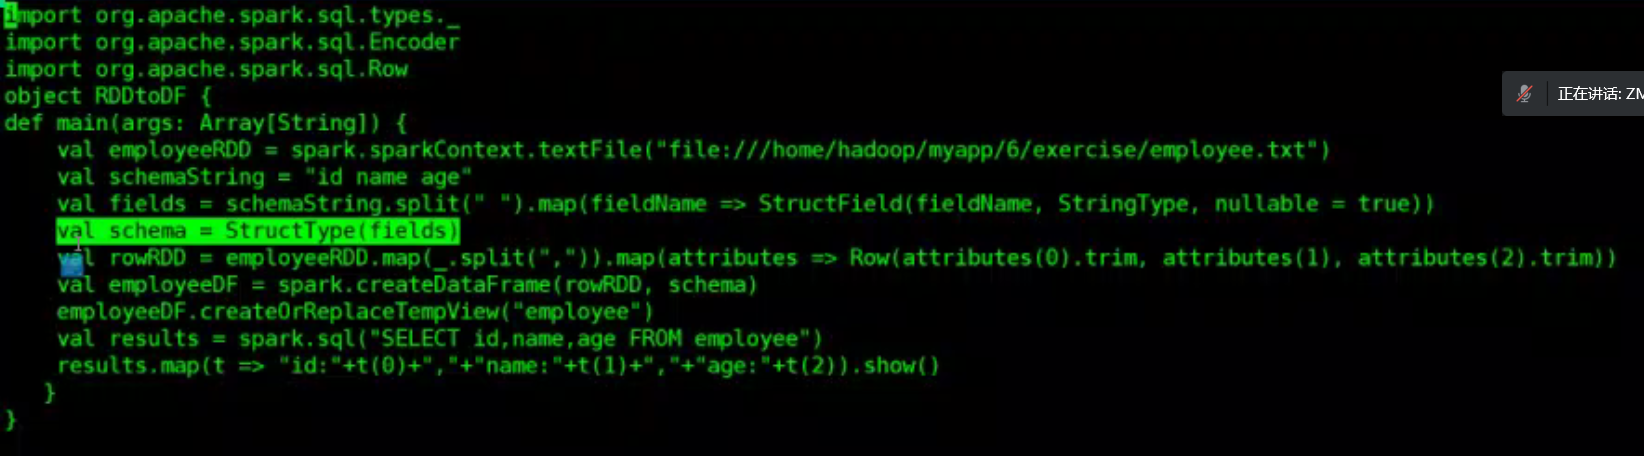 import org.apache.spark.sql.types._
import org.apache.spark.sql.Encoder
import org.apache.spark.sql.Row
object RDDtoDF {
def main(args: Array[String]) {
val employeeRDD = spark.sparkContext.textFile("file:///home/hadoop/myapp/6/exercise/employee.txt")
val schemaString = "id name age"
val fields = schemaString.split(" ").map(fieldName => StructField(fieldName, StringType, nullable = true))
val schema = StructType(fields)
val rowRDD = employeeRDD.map(_.split(",")).map(attributes => Row(attributes(0).trim, attributes(1), attributes(2).trim))
val employeeDF = spark.createDataFrame(rowRDD, schema)
employeeDF.createOrReplaceTempView("employee")
val results = spark.sql("SELECT id,name,age FROM employee")
results.map(t => "id:"+t(0)+","+"name:"+t(1)+","+"age:"+t(2)).show()
}
}
正在讲话: ZM